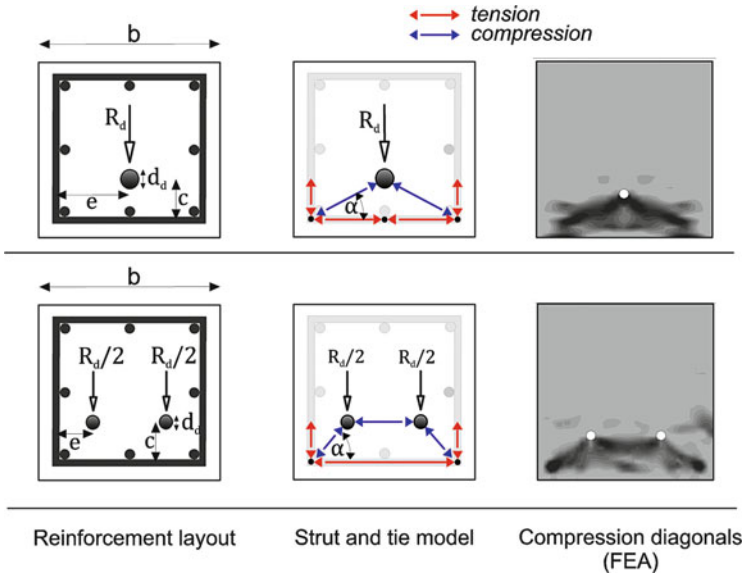 tension
compression
b
R_d
d_d
e
c
R_d
α
b
R_d/2 R_d/2
d_d
e
c
R_d/2 R_d/2
α
Reinforcement layout
Strut and tie model
Compression diagonals
(FEA)